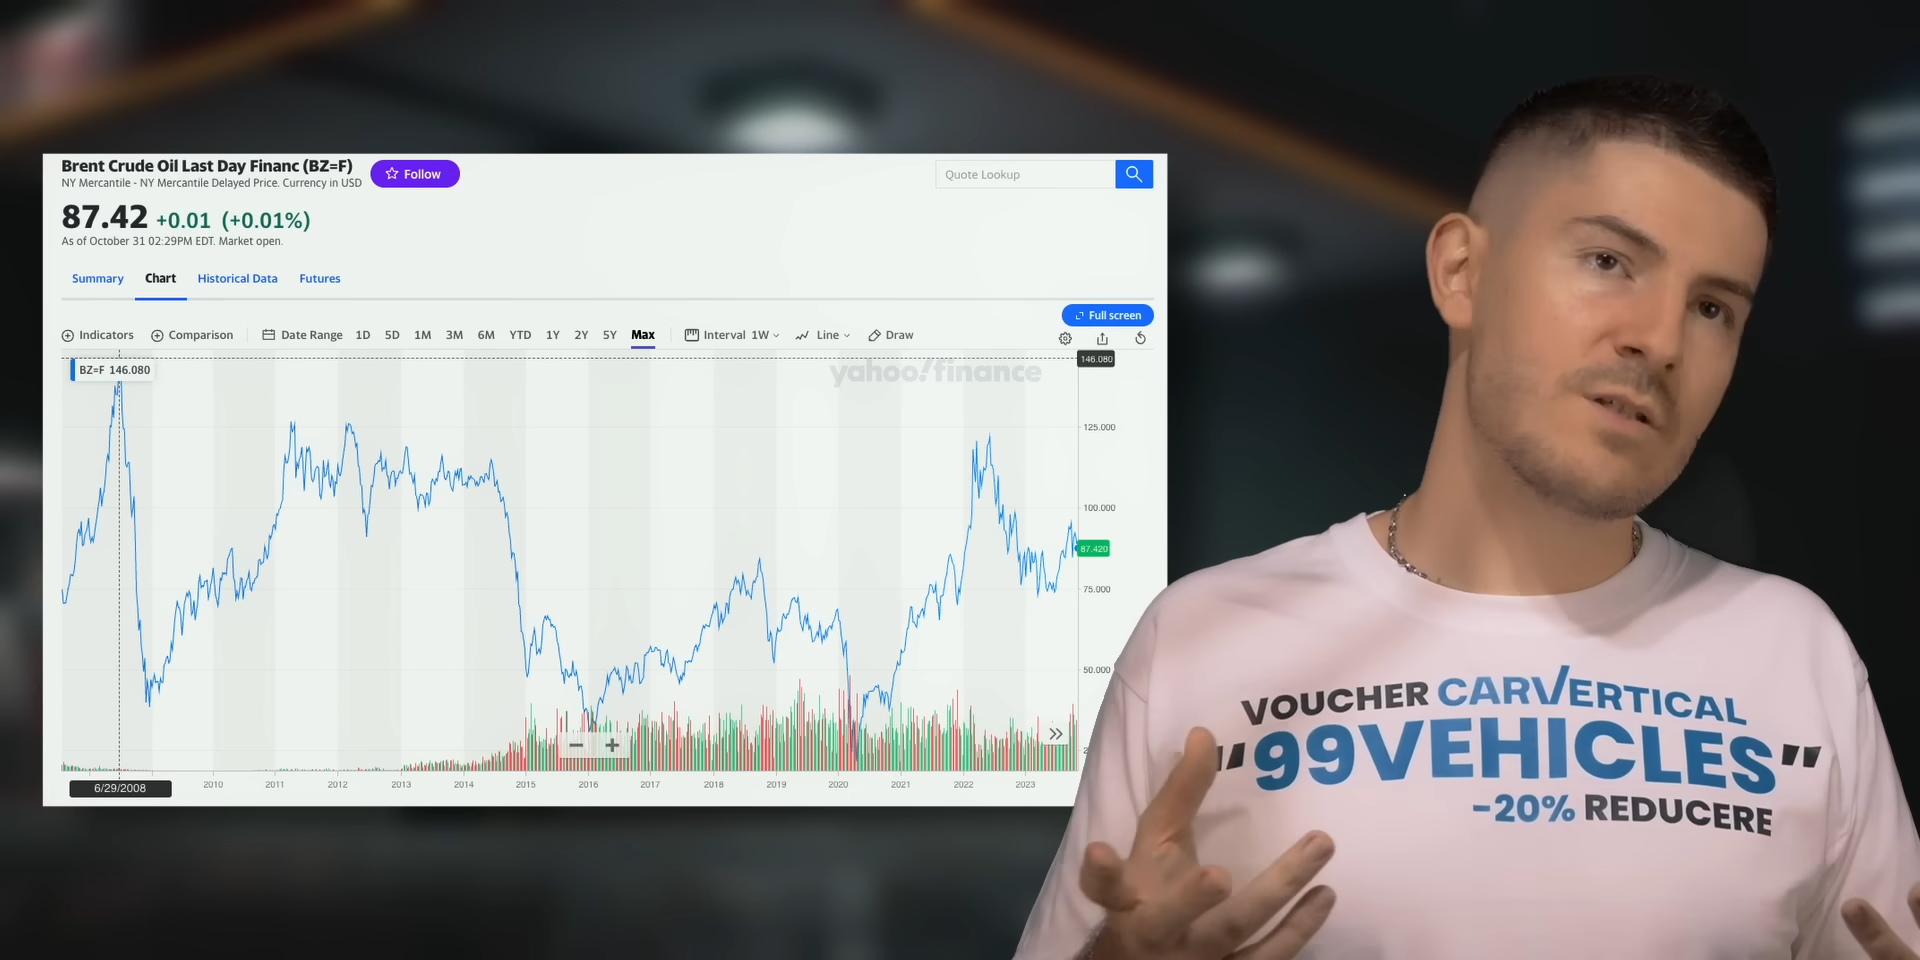 Brent Crude Oil Last Day Financ (BZ=F)
Follow
NY Mercantile - NY Mercantile Delayed Price. Currency in USD
Quote Lookup
87.42 +0.01 (+0.01%)
As of October 31 02:29PM EDT. Market open.
Summary Chart Historical Data Futures
Full screen
Indicators Comparison Date Range 1D 5D 1M 3M 6M YTD 1Y 2Y 5Y Max Interval 1W Line Draw
146.080
BZ=F 146.080
yahoo!finance
125.000
100.000
87.420
75.000
50.000
6/29/2008 2010 2011 2012 2013 2014 2015 2016 2017 2018 2019 2020 2021 2022 2023
VOUCHER CARVERTICAL
"99VEHICLES"
-20% REDUCERE